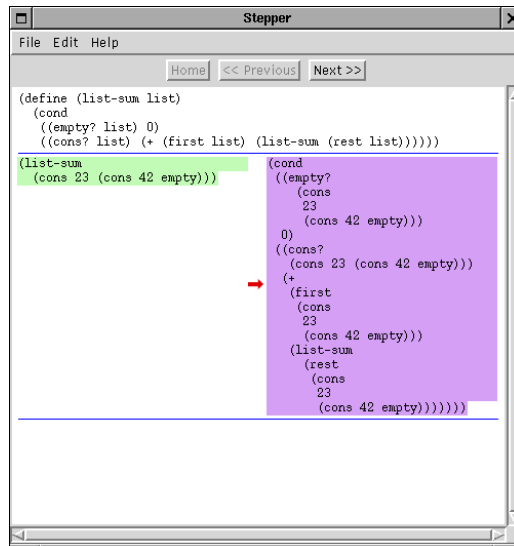 Stepper
File Edit Help
Home << Previous Next >>
(define (list-sum list)
(cond
((empty? list) 0)
((cons? list) (+ (first list) (list-sum (rest list))))))
(list-sum
(cons 23 (cons 42 empty)))
(cond
((empty?
(cons
23
(cons 42 empty)))
0)
((cons?
(cons 23 (cons 42 empty)))
(+
(first
(cons
23
(cons 42 empty)))
(list-sum
(rest
(cons
23
(cons 42 empty)))))))